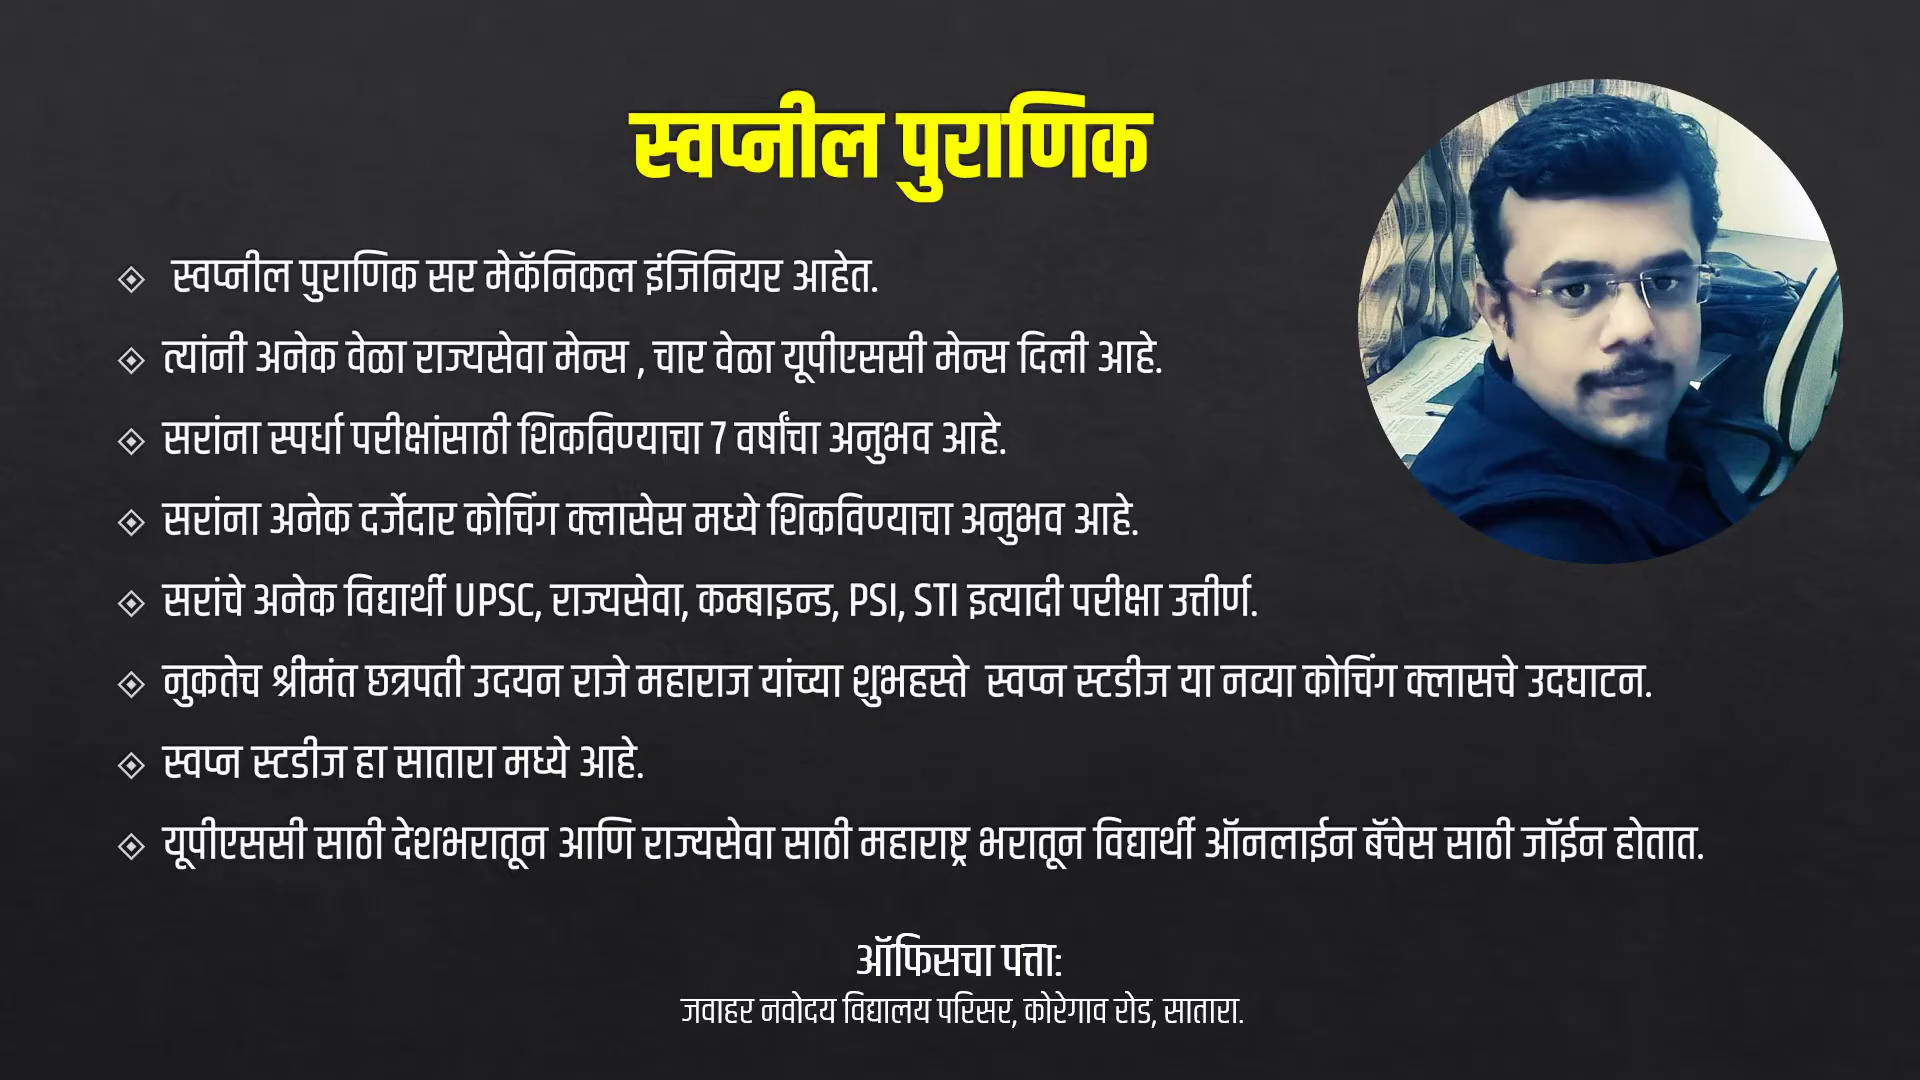 स्वप्नील पुराणिक
स्वप्नील पुराणिक सर मेकॅनिकल इंजिनियर आहेत.
त्यांनी अनेक वेळा राज्यसेवा मेन्स , चार वेळा यूपीएससी मेन्स दिली आहे.
सरांना स्पर्धा परीक्षांसाठी शिकविण्याचा 7 वर्षांचा अनुभव आहे.
सरांना अनेक दर्जेदार कोचिंग क्लासेस मध्ये शिकविण्याचा अनुभव आहे.
सरांचे अनेक विद्यार्थी UPSC, राज्यसेवा, कम्बाइन्ड, PSI, STI इत्यादी परीक्षा उत्तीर्ण.
नुकतेच श्रीमंत छत्रपती उदयन राजे महाराज यांच्या शुभहस्ते स्वप्न स्टडीज या नव्या कोचिंग क्लासचे उदघाटन.
स्वप्न स्टडीज हा सातारा मध्ये आहे.
यूपीएससी साठी देशभरातून आणि राज्यसेवा साठी महाराष्ट्र भरातून विद्यार्थी ऑनलाईन बॅचेस साठी जॉईन होतात.
ऑफिसचा पत्ता:
जवाहर नवोदय विद्यालय परिसर, कोरेगाव रोड, सातारा.